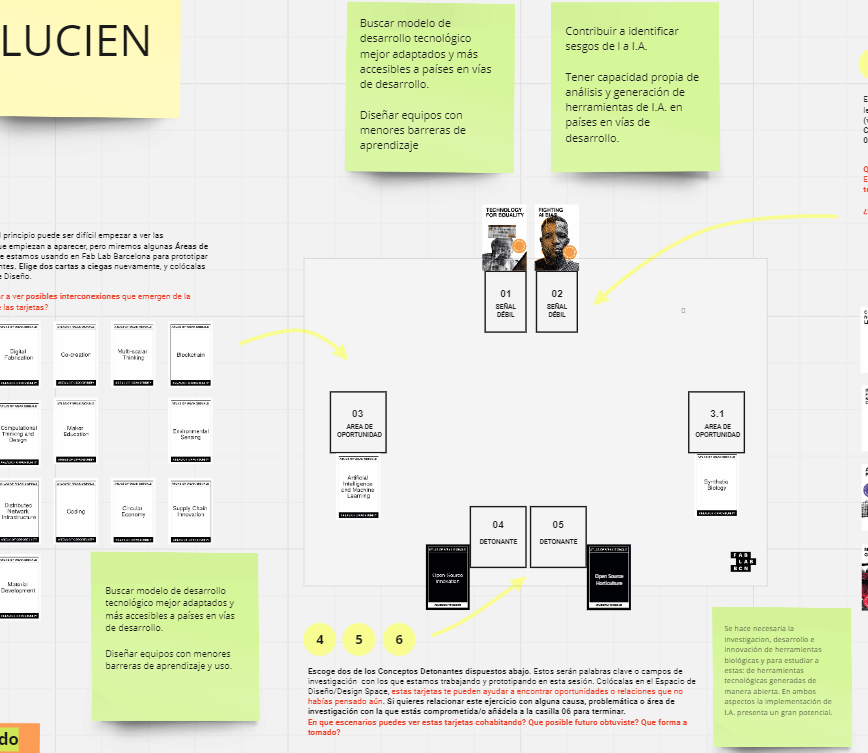 LUCIEN
Buscar modelo de
desarrollo tecnológico
mejor adaptados y más
accesibles a países en vías
de desarrollo.
Diseñar equipos con
menores barreras de
aprendizaje
Contribuir a identificar
sesgos de l a I.A.
Tener capacidad propia de
análisis y generación de
herramientas de I.A. en
países en vías de
desarrollo.
TECHNOLOGY
FOR EQUALITY
FIGHTING
AI BIAS
01
SEÑAL
DÉBIL
02
SEÑAL
DÉBIL
principio puede ser difícil empezar a ver las
ue empiezan a aparecer, pero miremos algunas Áreas de
e estamos usando en Fab Lab Barcelona para prototipar
ntes. Elige dos cartas a ciegas nuevamente, y colócalas
e Diseño.
ar a ver posibles interconexiones que emergen de la
e las tarjetas?
Digital
Fabrication
Co-creation
Multi-scalar
Thinking
Blockchain
Computational
Thinking and
Design
Maker
Education
Environmental
Sensing
Distributed
Network
Infrastructure
Coding
Circular
Economy
Supply Chain
Innovation
Material
Development
03
AREA DE
OPORTUNIDAD
Artificial
Intelligence
and Machine
Learning
3.1
AREA DE
OPORTUNIDAD
Synthetic
Biology
04
DETONANTE
05
DETONANTE
Open Source
Innovation
Open Source
Horticulture
FAB
LAB
BCN
Buscar modelo de desarrollo
tecnológico mejor adaptados y
más accesibles a países en vías
de desarrollo.
Diseñar equipos con menores
barreras de aprendizaje y uso.
4 5 6
Escoge dos de los Conceptos Detonantes dispuestos abajo. Estos serán palabras clave o campos de
investigación con los que estamos trabajando y prototipando en esta sesión. Colócalas en el Espacio de
Diseño/Design Space, estas tarjetas te pueden ayudar a encontrar oportunidades o relaciones que no
habías pensado aún. Si quieres relacionar este ejercicio con alguna causa, problemática o área de
investigación con la que estás comprometida/o añádela a la casilla 06 para terminar.
En que escenarios puedes ver estas tarjetas cohabitando? Que posible futuro obtuviste? Que forma a
tomado?
Se hace necesaria la
investigacion, desarrollo e
innovación de herramientas
biológicas y para estudiar a
estas: de herramientas
tecnológicas generadas de
manera abierta. En ambos
aspectos la implementación de
I.A. presenta un gran potencial.
do